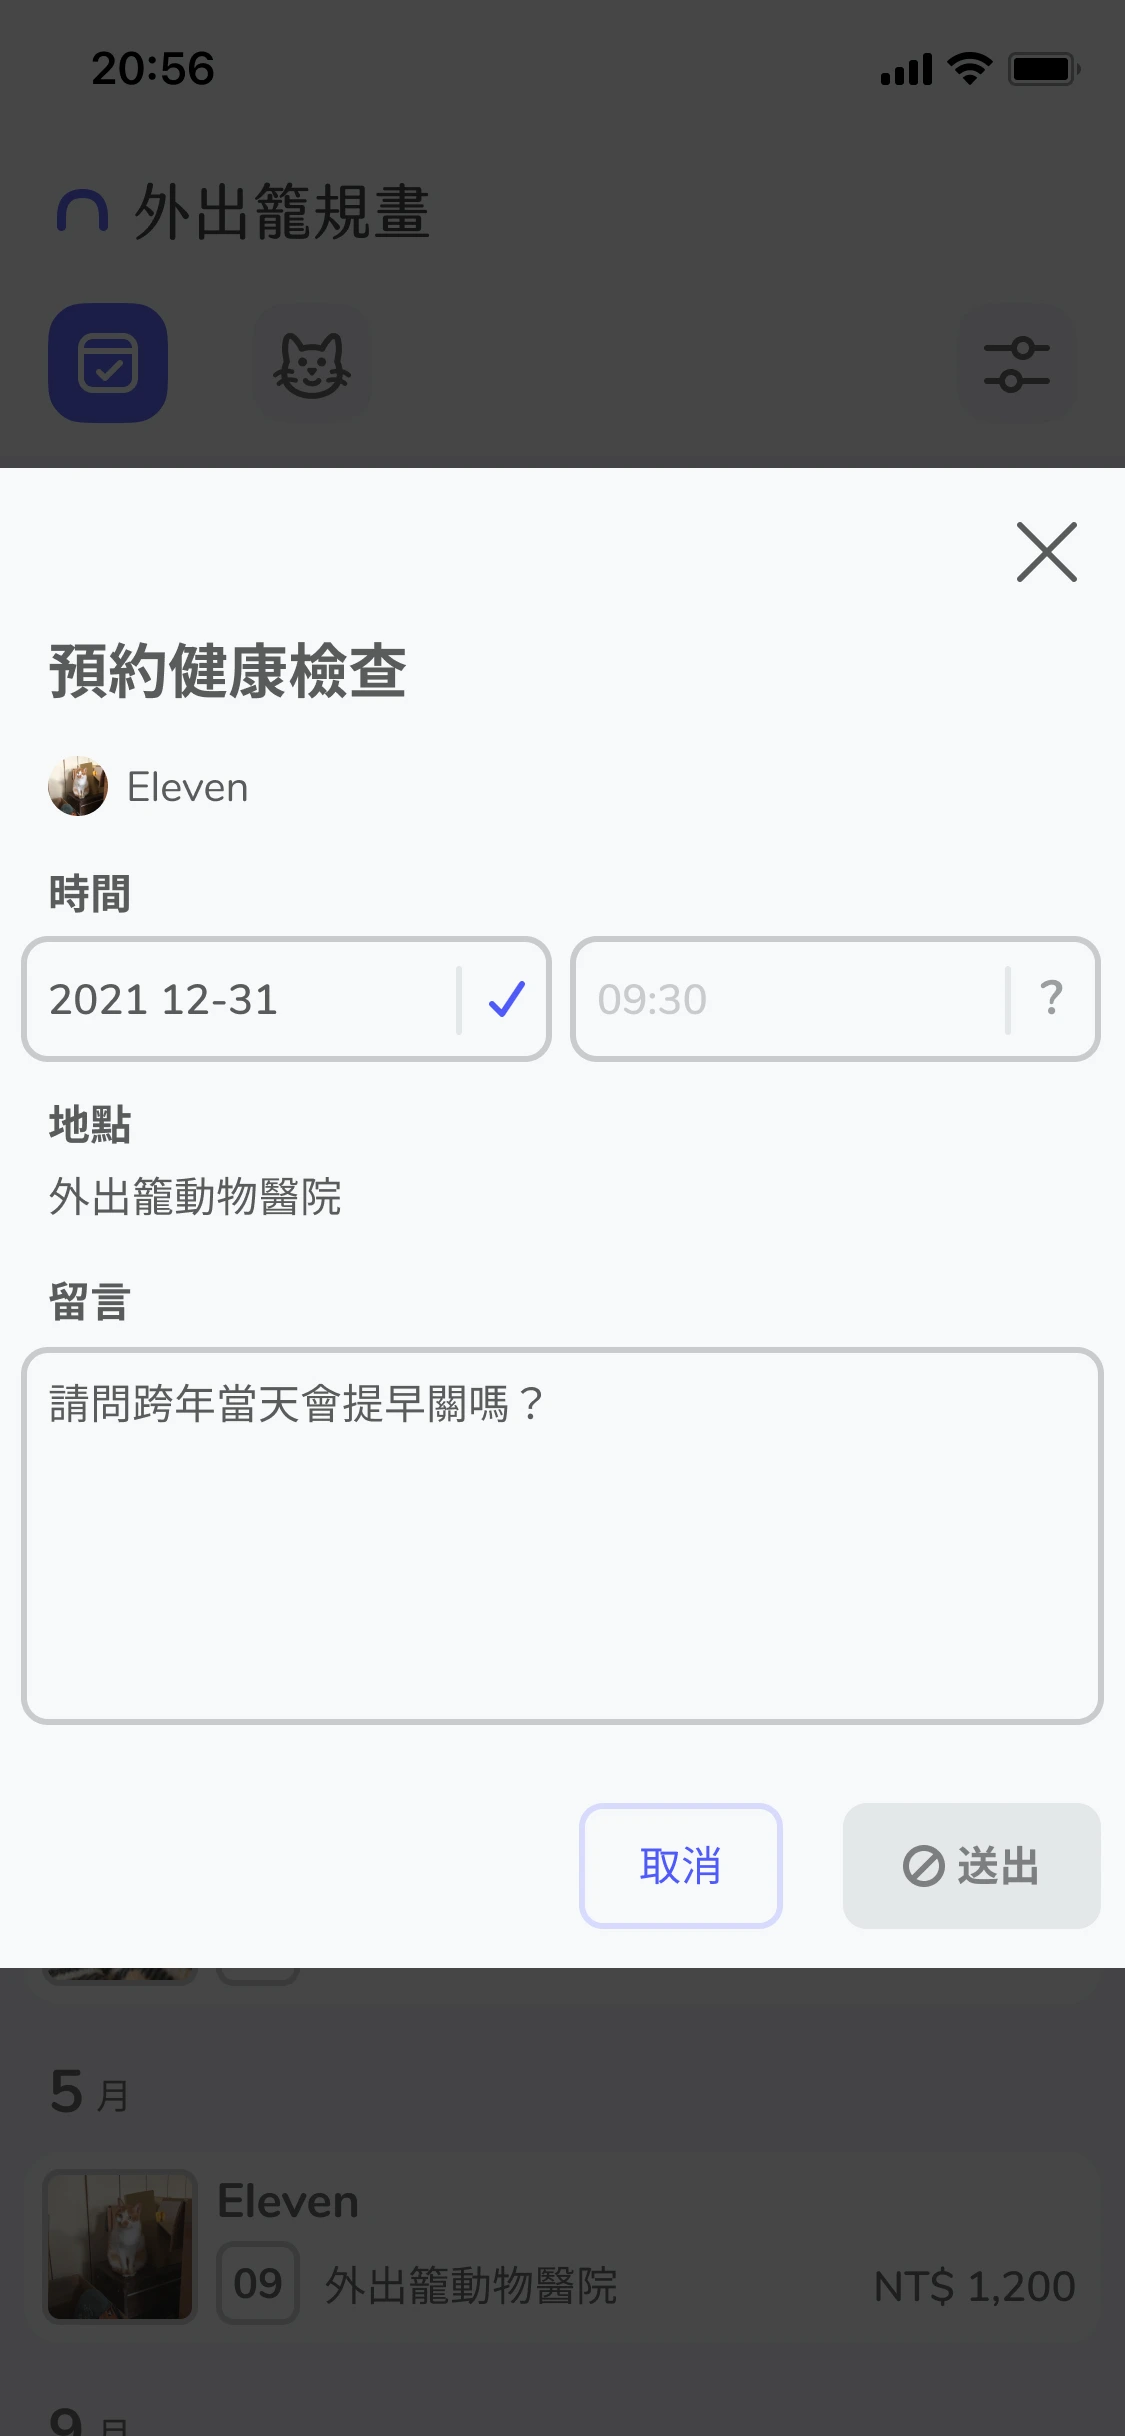 20:56
外出籠規畫
預約健康檢查
Eleven
時間
2021 12-31
09:30
?
地點
外出籠動物醫院
留言
請問跨年當天會提早關嗎？
取消
送出
5 月
Eleven
09 外出籠動物醫院 NT$ 1,200
9 月